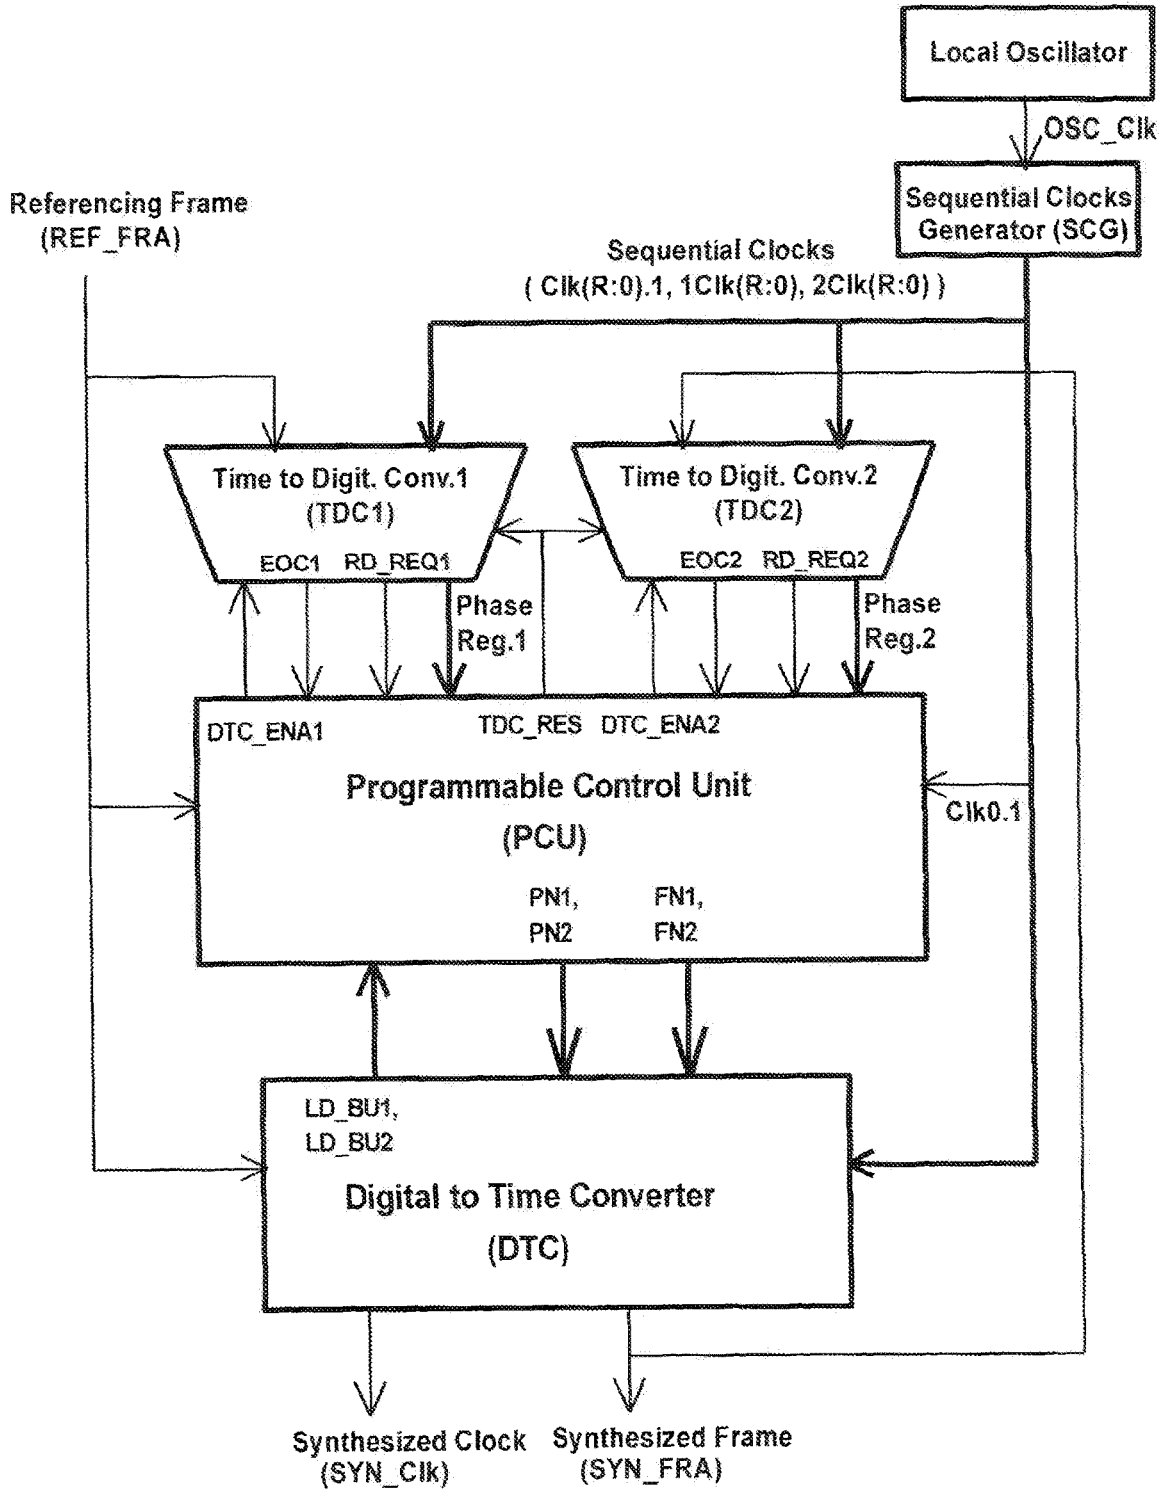 Local Oscillator
OSC_Clk
Sequential Clocks
Generator (SCG)
Referencing Frame
(REF_FRA)
Sequential Clocks
( Clk(R:0).1, 1Clk(R:0), 2Clk(R:0) )
Time to Digit. Conv.1
(TDC1)
EOC1 RD_REQ1
Time to Digit. Conv.2
(TDC2)
EOC2 RD_REQ2
Phase
Reg.1
Phase
Reg.2
DTC_ENA1
TDC_RES
DTC_ENA2
Programmable Control Unit
(PCU)
Clk0.1
PN1,
PN2
FN1,
FN2
LD_BU1,
LD_BU2
Digital to Time Converter
(DTC)
Synthesized Clock
(SYN_Clk)
Synthesized Frame
(SYN_FRA)